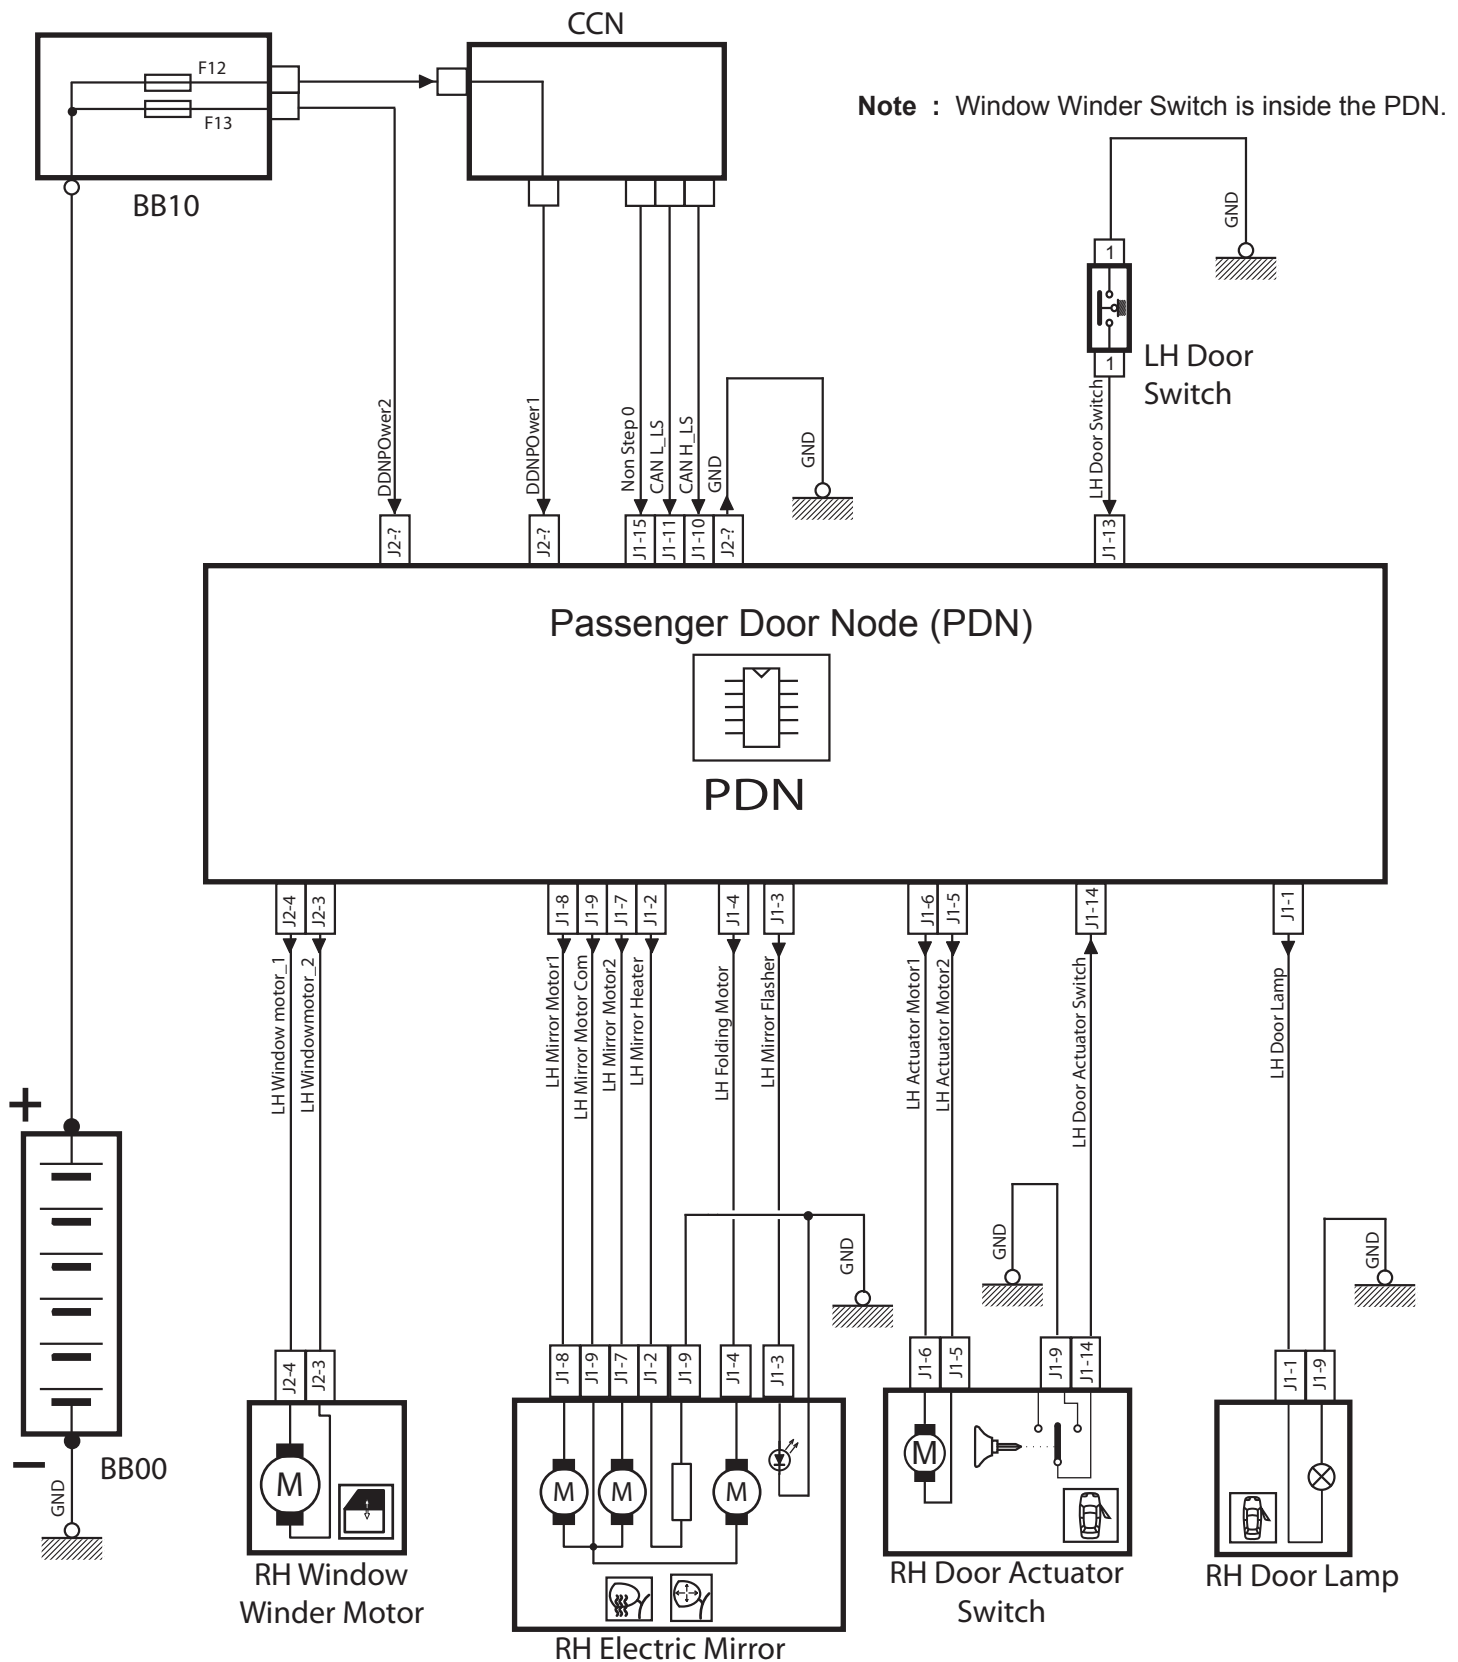 CCN
F12
F13
BB10
Note : Window Winder Switch is inside the PDN.
GND
1
1
LH Door
Switch
LH Door Switch
DDNPOwer2
DDNPOwer1
Non Step 0
CAN L_LS
CAN H_LS
GND
GND
J2-?
J2-?
J1-15
J1-11
J1-10
J2-?
J1-13
Passenger Door Node (PDN)
PDN
J2-4
J2-3
J1-8
J1-9
J1-7
J1-2
J1-4
J1-3
J1-6
J1-5
J1-14
J1-1
LH Window motor_1
LH Windowmotor_2
LH Mirror Motor1
LH Mirror Motor Com
LH Mirror Motor2
LH Mirror Heater
LH Folding Motor
LH Mirror Flasher
LH Actuator Motor1
LH Actuator Motor2
LH Door Actuator Switch
LH Door Lamp
+
GND
GND
GND
J2-4
J2-3
J1-8
J1-9
J1-7
J1-2
J1-9
J1-4
J1-3
J1-6
J1-5
J1-9
J1-14
J1-1
J1-9
–
BB00
GND
M
M
M
M
M
RH Window
Winder Motor
RH Electric Mirror
RH Door Actuator
Switch
RH Door Lamp